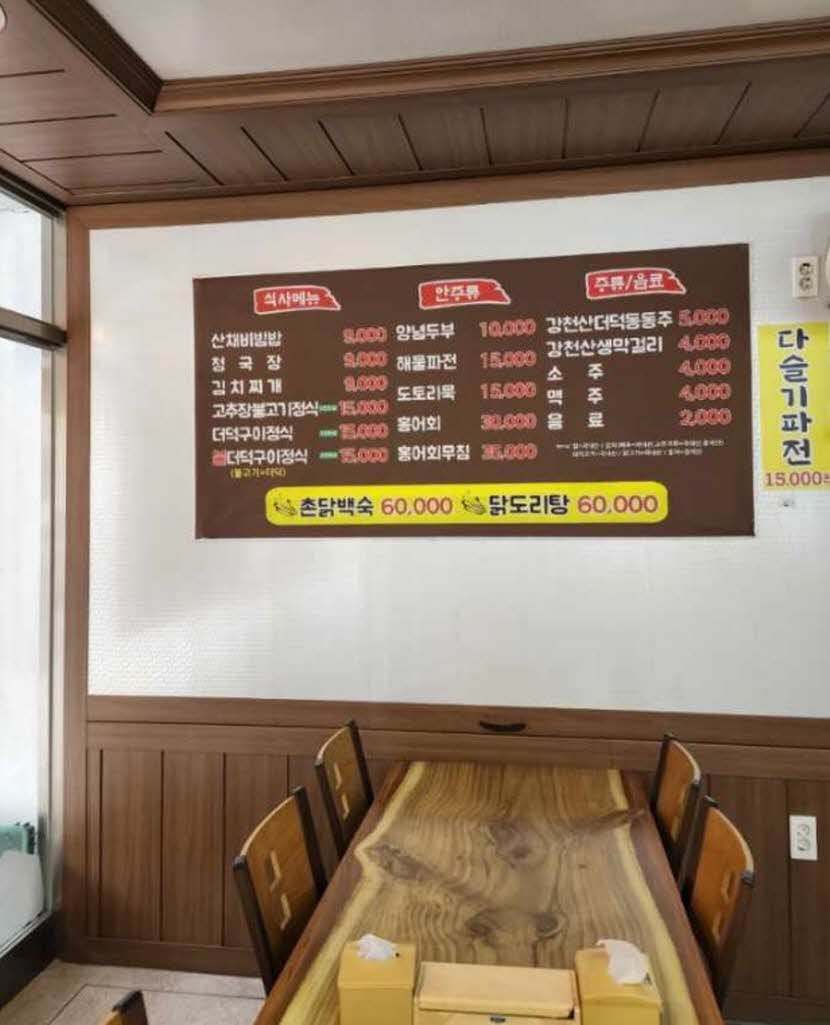 식사메뉴
산채비빔밥 9,000
청국장 9,000
김치찌개 9,000
고추장불고기정식 15,000
더덕구이정식 15,000
더덕구이정식 15,000
(불고기+더덕)
안주류
양념두부 10,000
해물파전 15,000
도토리묵 15,000
홍어회 30,000
홍어회무침 35,000
주류/음료
강천산더덕동동주 5,000
강천산생막걸리 4,000
소 주 4,000
맥 주 4,000
음 료 2,000
촌닭백숙 60,000 닭도리탕 60,000
다슬기파전
15,000원